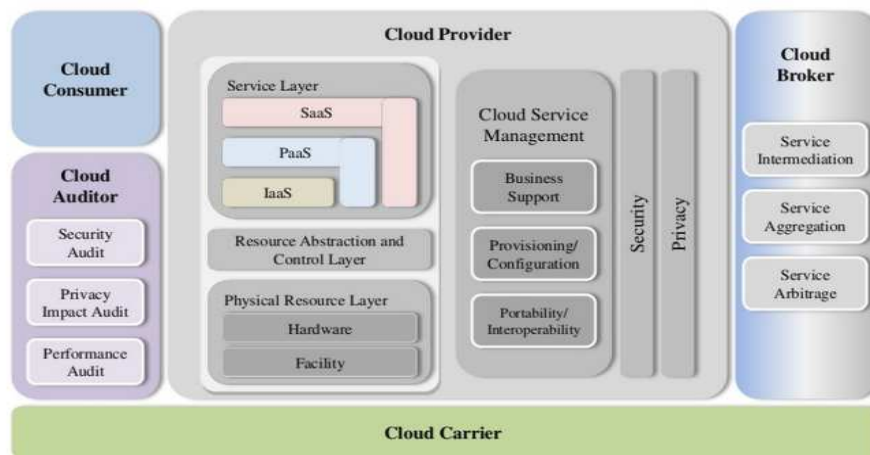 Cloud
Consumer
Cloud
Auditor
Security
Audit
Privacy
Impact Audit
Performance
Audit
Cloud Provider
Service Layer
SaaS
PaaS
IaaS
Resource Abstraction and
Control Layer
Physical Resource Layer
Hardware
Facility
Cloud Service
Management
Business
Support
Provisioning/
Configuration
Portability/
Interoperability
Security
Privacy
Cloud
Broker
Service
Intermediation
Service
Aggregation
Service
Arbitrage
Cloud Carrier